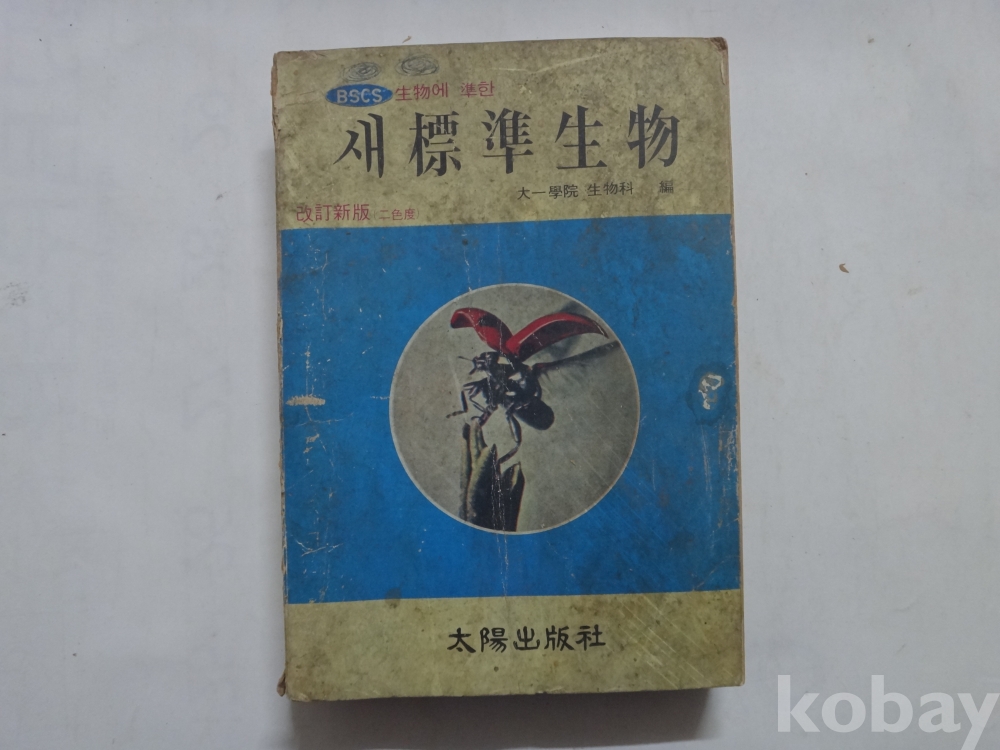 BSCS 生物에 準한
새標準生物
大一學院 生物科 編
改訂新版(二色度)
太陽出版社
kobay